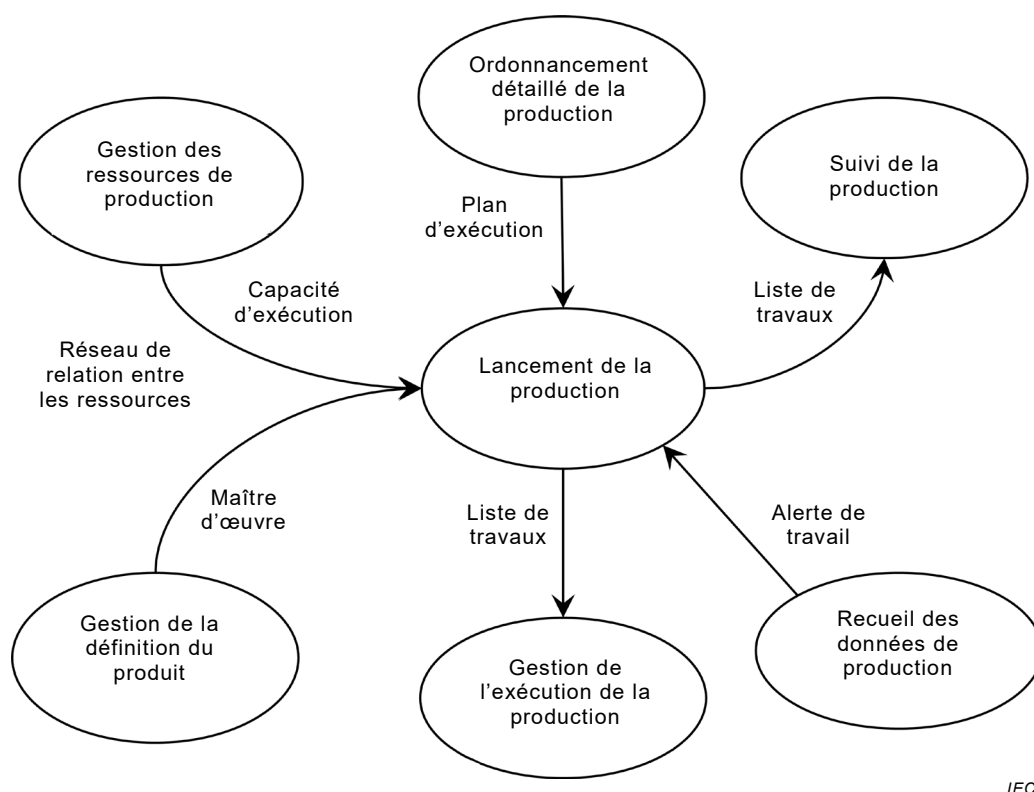 Ordonnancement
détaillé de la
production
Gestion des
ressources de
production
Suivi de la
production
Plan
d’exécution
Capacité
d’exécution
Liste de
travaux
Réseau de
relation entre
les ressources
Lancement de la
production
Maître
d’œuvre
Liste de
travaux
Alerte de
travail
Gestion de la
définition du
produit
Gestion de
l’exécution de la
production
Recueil des
données de
production
IEC